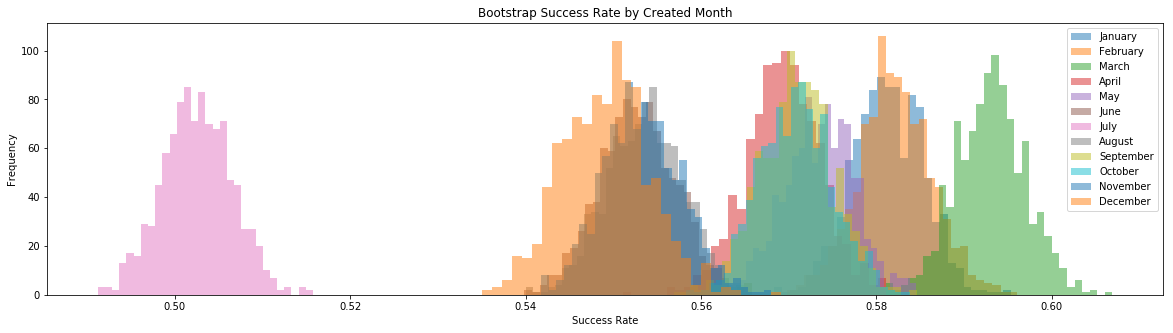 Bootstrap Success Rate by Created Month
Frequency
100
80
60
40
20
0
January
February
March
April
May
June
July
August
September
October
November
December
0.50
0.52
0.54
0.56
0.58
0.60
Success Rate